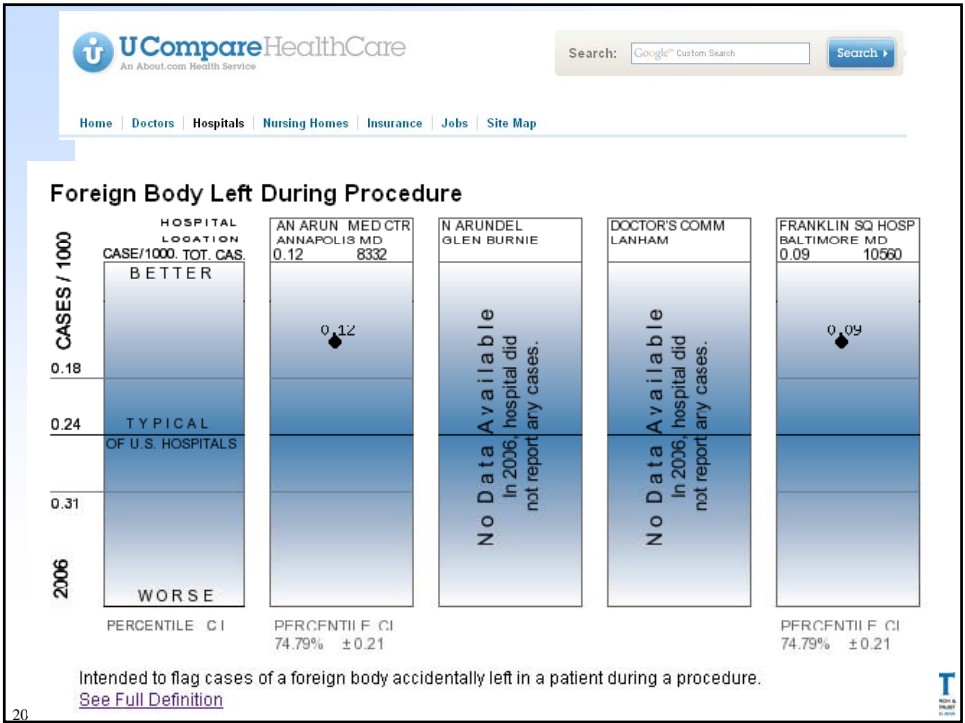 UCompareHealthCare
An About.com Health Service
Search: Google™ Custom Search Search
Home Doctors Hospitals Nursing Homes Insurance Jobs Site Map
Foreign Body Left During Procedure
CASES / 1000
2006
HOSPITAL
LOCATION
CASE/1000. TOT. CAS.
BETTER
0.18
0.24
TYPICAL
OF U.S. HOSPITALS
0.31
WORSE
PERCENTILE CI
AN ARUN MED CTR
ANNAPOLIS MD
0.12 8332
0.12
PERCENTILE CI
74.79% ±0.21
N ARUNDEL
GLEN BURNIE
No Data Available
In 2006, hospital did
not report any cases.
DOCTOR'S COMM
LANHAM
No Data Available
In 2006, hospital did
not report any cases.
FRANKLIN SQ HOSP
BALTIMORE MD
0.09 10560
0.09
PERCENTILE CI
74.79% ±0.21
Intended to flag cases of a foreign body accidentally left in a patient during a procedure.
See Full Definition
20
T